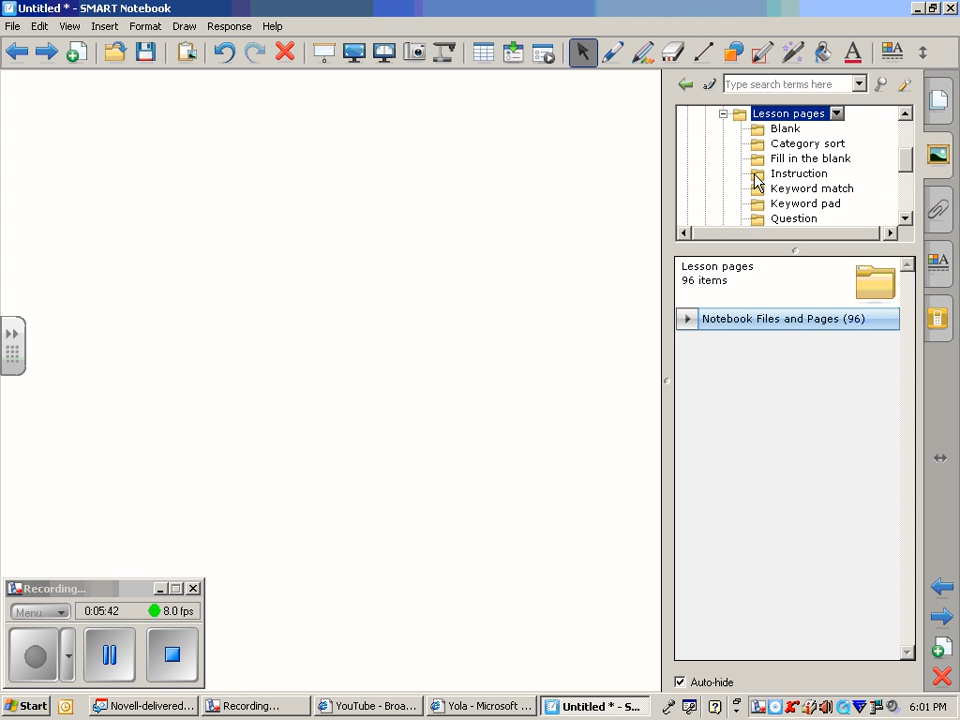 Untitled * - SMART Notebook
File Edit View Insert Format Draw Response Help
Type search terms here
Lesson pages
Blank
Category sort
Fill in the blank
Instruction
Keyword match
Keyword pad
Question
Lesson pages
96 items
Notebook Files and Pages (96)
Auto-hide
Recording...
Menu 0:05:42 8.0 fps
Start Novell-delivered... Recording... YouTube - Broa... Yola - Microsoft ... Untitled * - S... 6:01 PM